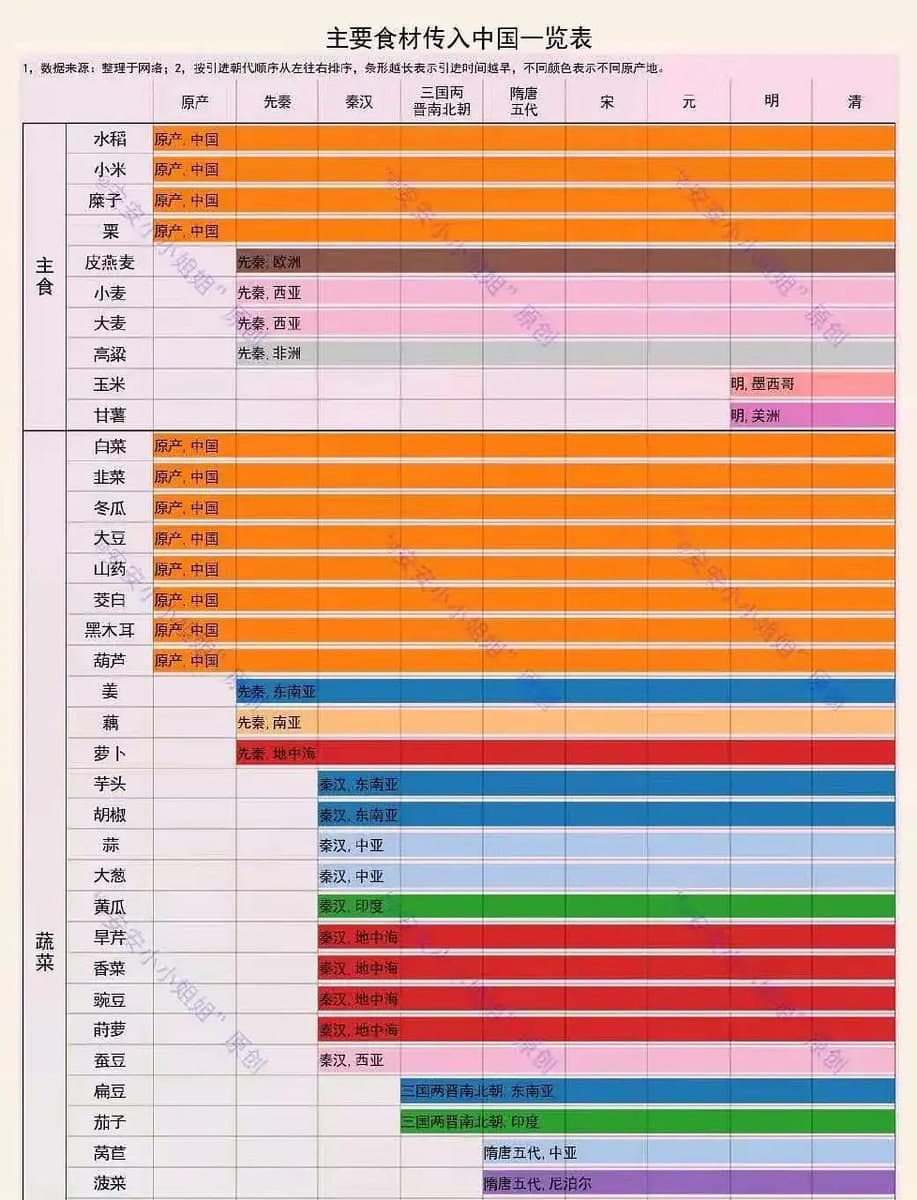 主要食材传入中国一览表
1，数据来源：整理于网络；2，按引进朝代顺序从左往右排序，条形越长表示引进时间越早，不同颜色表示不同原产地。
原产 先秦 秦汉 三国两晋南北朝 隋唐五代 宋 元 明 清
主食
水稻 原产, 中国
小米 原产, 中国
糜子 原产, 中国
栗 原产, 中国
皮燕麦 先秦, 欧洲
小麦 先秦, 西亚
大麦 先秦, 西亚
高粱 先秦, 非洲
玉米 明, 墨西哥
甘薯 明, 美洲
蔬菜
白菜 原产, 中国
韭菜 原产, 中国
冬瓜 原产, 中国
大豆 原产, 中国
山药 原产, 中国
茭白 原产, 中国
黑木耳 原产, 中国
葫芦 原产, 中国
姜 先秦, 东南亚
藕 先秦, 南亚
萝卜 先秦, 地中海
芋头 秦汉, 东南亚
胡椒 秦汉, 东南亚
蒜 秦汉, 中亚
大葱 秦汉, 中亚
黄瓜 秦汉, 印度
旱芹 秦汉, 地中海
香菜 秦汉, 地中海
豌豆 秦汉, 地中海
莳萝 秦汉, 地中海
蚕豆 秦汉, 西亚
扁豆 三国两晋南北朝, 东南亚
茄子 三国两晋南北朝, 印度
莴苣 隋唐五代, 中亚
菠菜 隋唐五代, 尼泊尔
“安安小小姐姐”原创